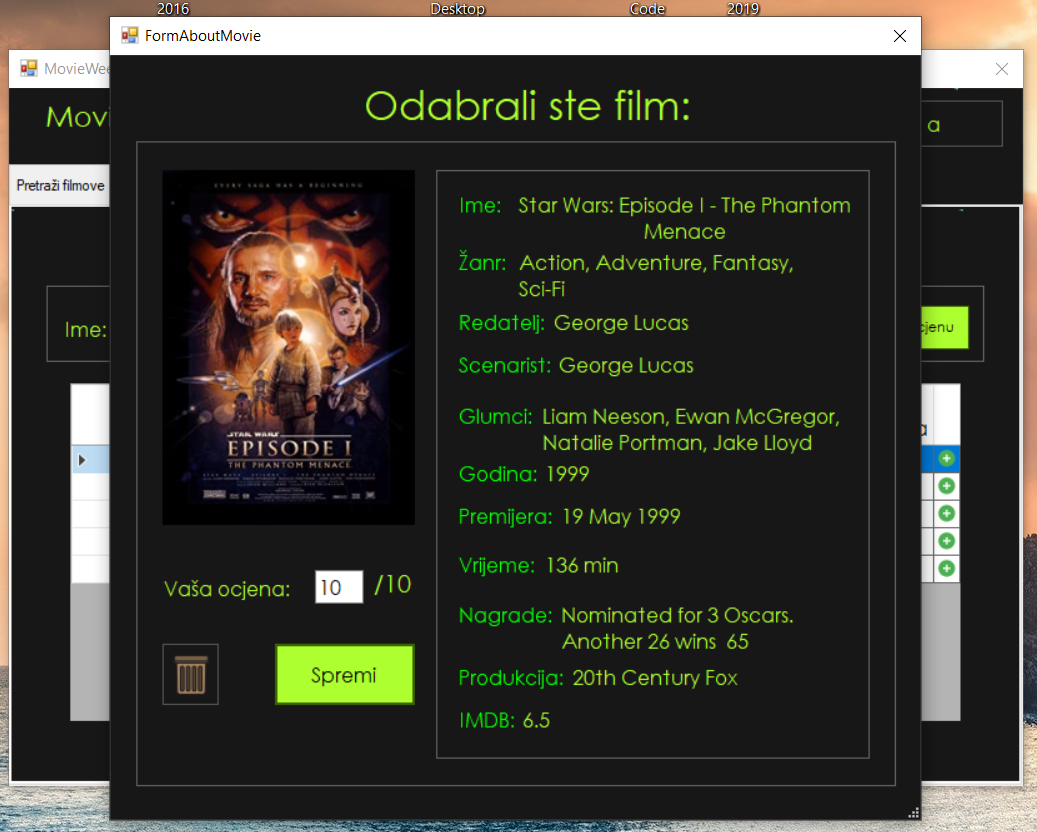 2016 Desktop Code 2019
FormAboutMovie
MovieWee
Movi
a
Pretraži filmove
Odabrali ste film:
EVERY SAGA HAS A BEGINNING
STAR WARS
EPISODE I
THE PHANTOM MENACE
Ime:
cjenu
Vaša ocjena: 10 /10
Spremi
Ime: Star Wars: Episode I - The Phantom
Menace
Žanr: Action, Adventure, Fantasy,
Sci-Fi
Redatelj: George Lucas
Scenarist: George Lucas
Glumci: Liam Neeson, Ewan McGregor,
Natalie Portman, Jake Lloyd
Godina: 1999
Premijera: 19 May 1999
Vrijeme: 136 min
Nagrade: Nominated for 3 Oscars.
Another 26 wins 65
Produkcija: 20th Century Fox
IMDB: 6.5